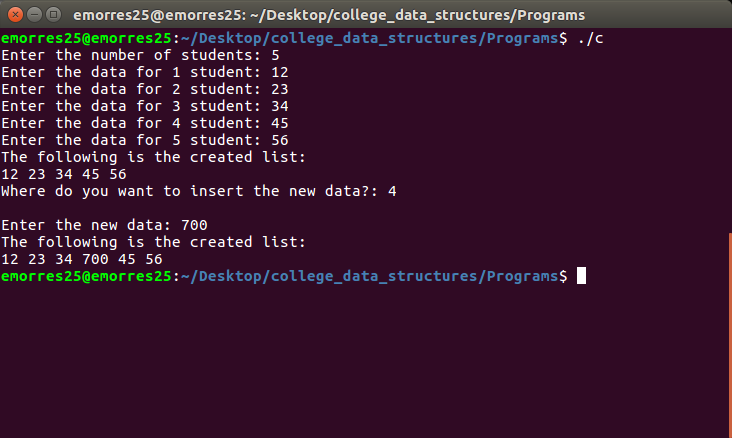 emorres25@emorres25: ~/Desktop/college_data_structures/Programs
emorres25@emorres25:~/Desktop/college_data_structures/Programs$ ./c
Enter the number of students: 5
Enter the data for 1 student: 12
Enter the data for 2 student: 23
Enter the data for 3 student: 34
Enter the data for 4 student: 45
Enter the data for 5 student: 56
The following is the created list:
12 23 34 45 56
Where do you want to insert the new data?: 4
Enter the new data: 700
The following is the created list:
12 23 34 700 45 56
emorres25@emorres25:~/Desktop/college_data_structures/Programs$